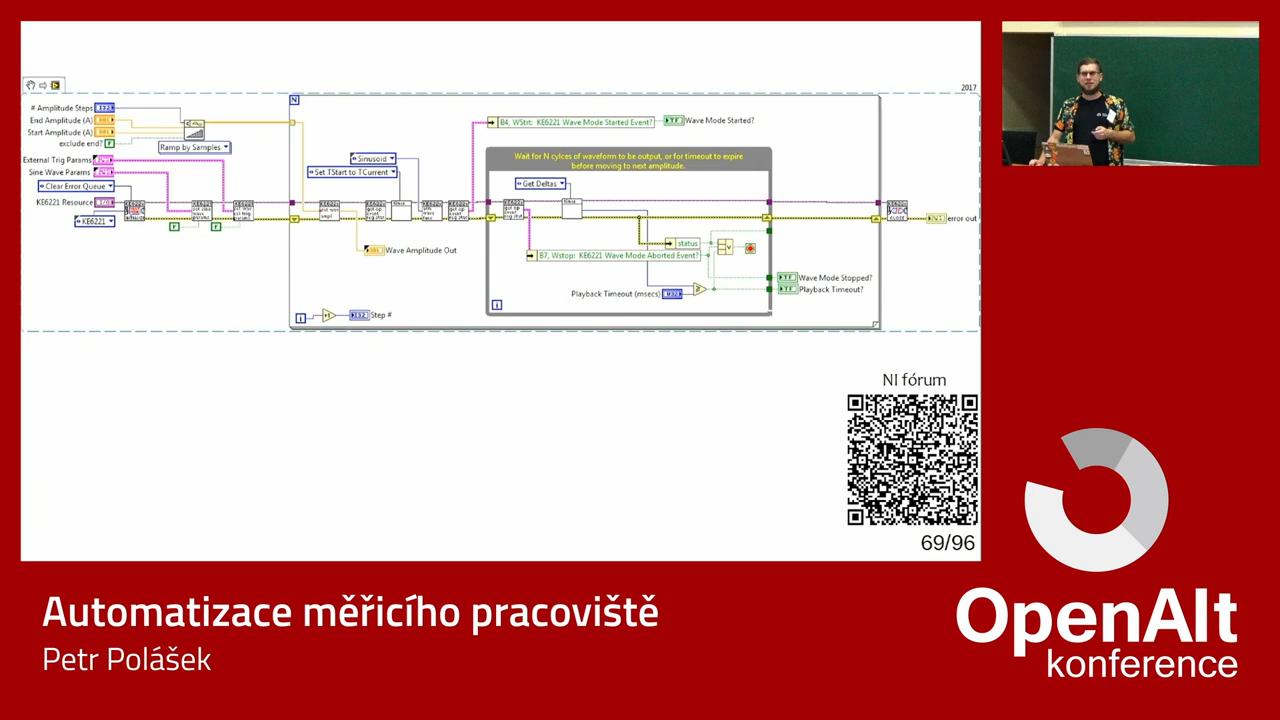 2017
N
# Amplitude Steps
End Amplitude (A)
Start Amplitude (A)
exclude end?
F
Ramp by Samples
External Trig Params
Sine Wave Params
Clear Error Queue
KE6221 Resource
KE6221
F
F
B4, WStrt: KE6221 Wave Mode Started Event?
TF
Wave Mode Started?
Sinusoid
Set TStart to TCurrent
Wait for N cylces of waveform to be output, or for timeout to expire
before moving to next amplitude.
Get Deltas
status
B7, Wstop: KE6221 Wave Mode Aborted Event?
Wave Amplitude Out
error out
TF
Wave Mode Stopped?
Playback Timeout (msecs)
TF
Playback Timeout?
i
i
Step #
NI fórum
69/96
Automatizace měřicího pracoviště
Petr Polášek
OpenAlt
konference